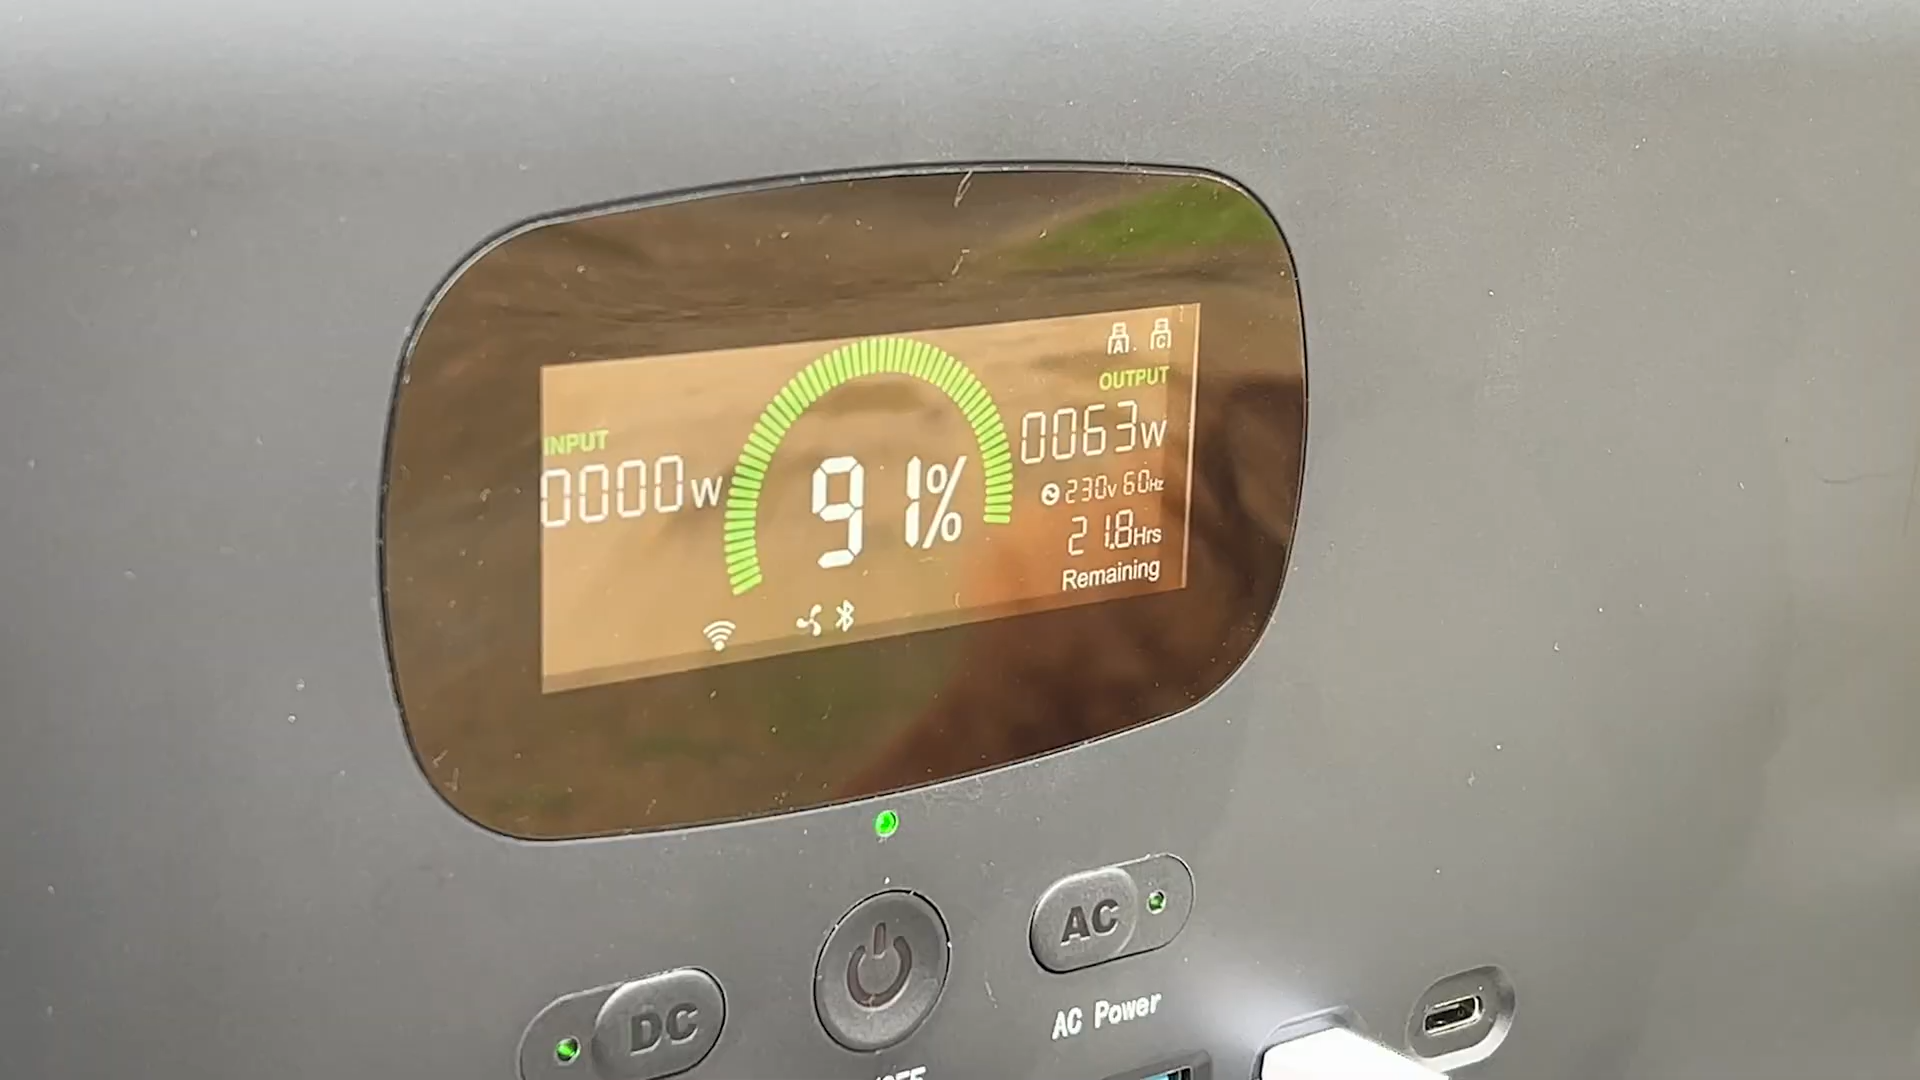 A C
OUTPUT
INPUT
0063W
0000W
91%
230V 60Hz
21.8Hrs
Remaining
AC
DC
AC Power